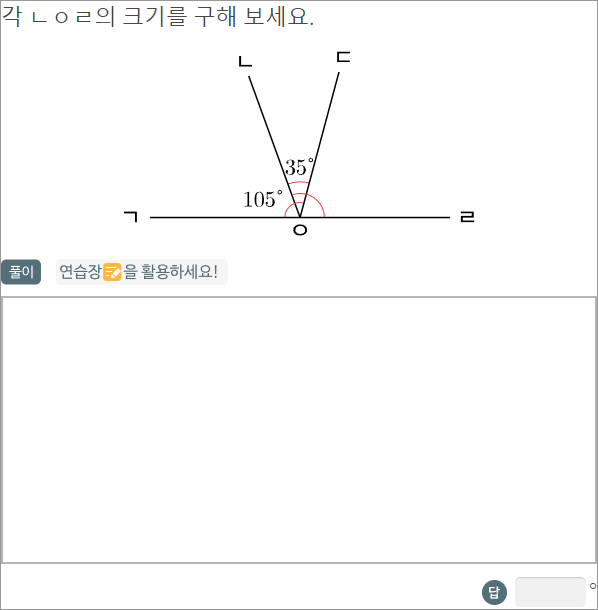 각 ㄴㅇㄹ의 크기를 구해 보세요.
ㄴ ㄷ
35°
105°
ㄱ ㄹ
ㅇ
풀이 연습장을 활용하세요!
답 °